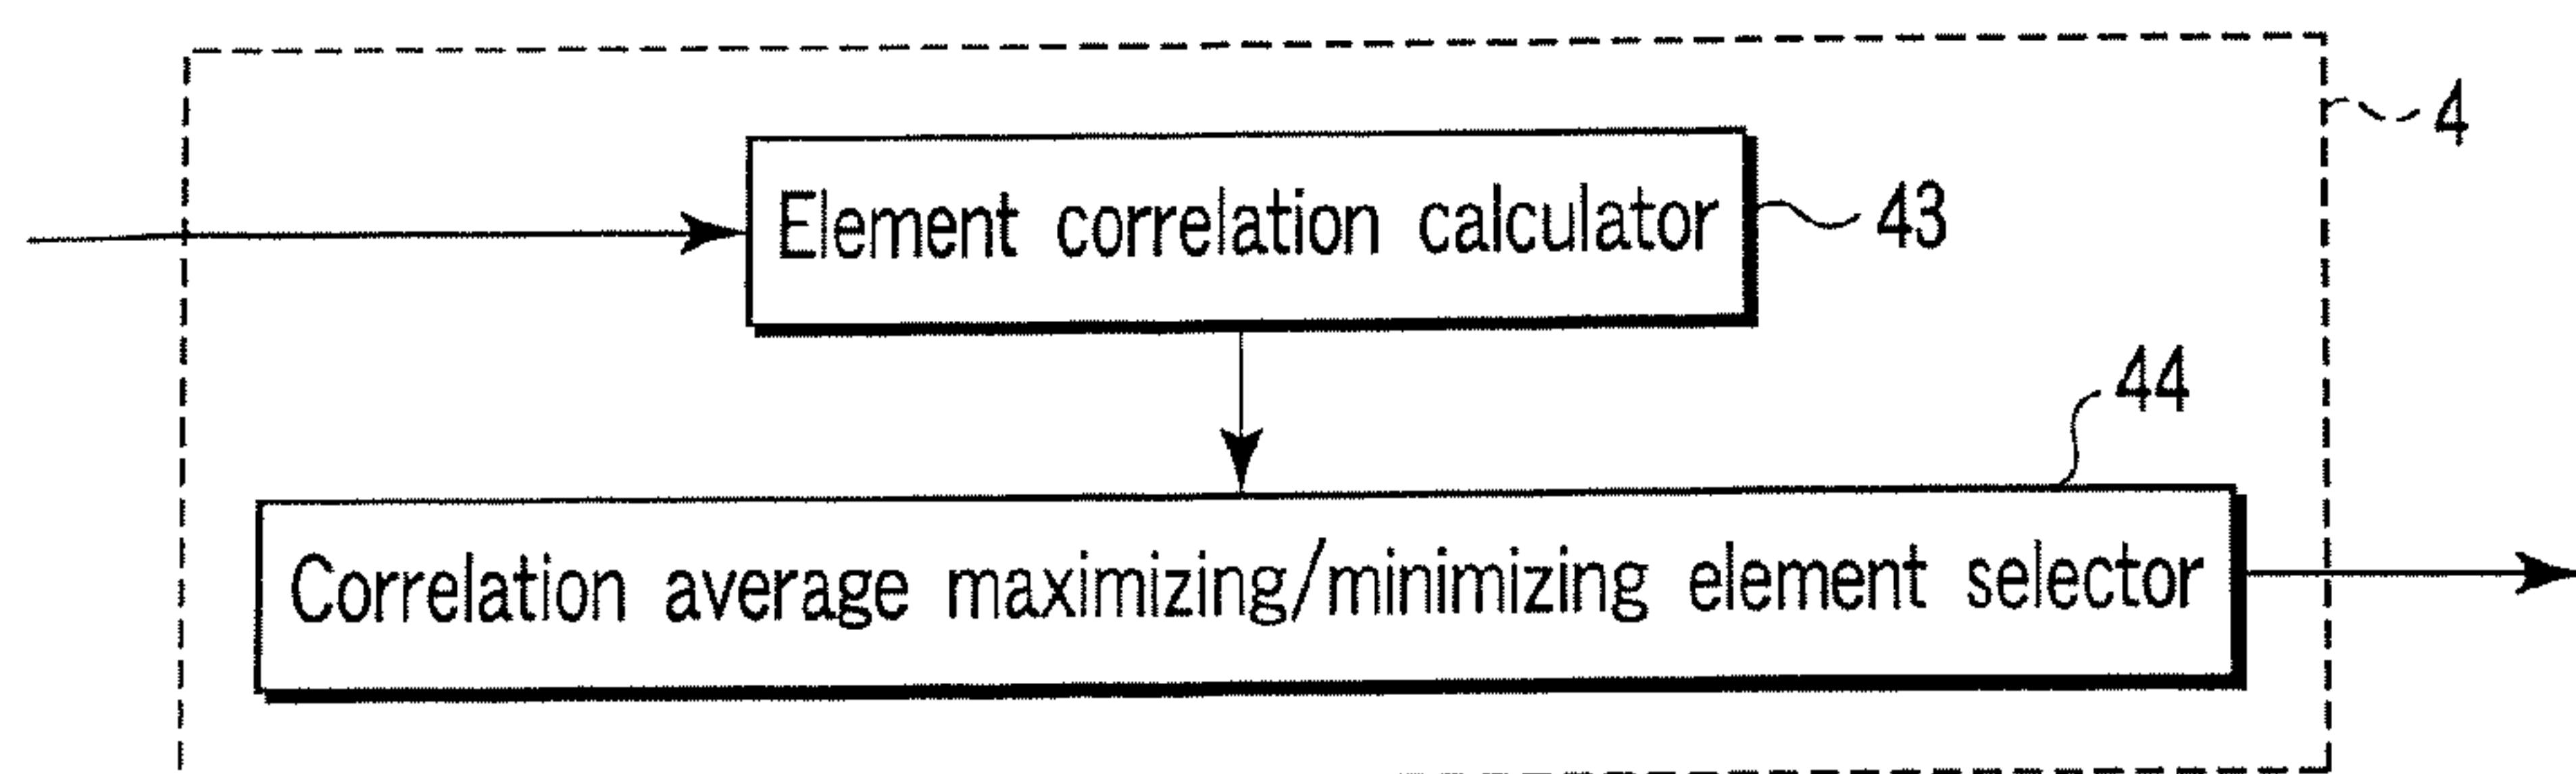 4
Element correlation calculator
43
44
Correlation average maximizing/minimizing element selector